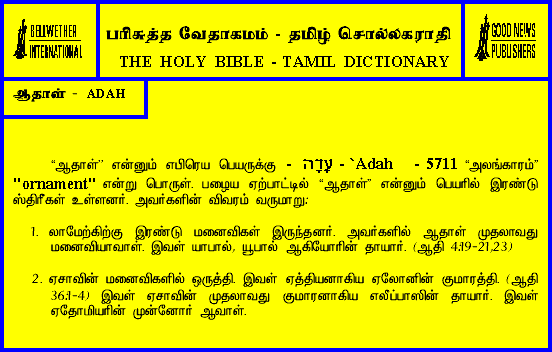 BELLWETHER
INTERNATIONAL
பரிசுத்த வேதாகமம் - தமிழ் சொல்லகராதி
THE HOLY BIBLE - TAMIL DICTIONARY
GOOD NEWS
PUBLISHERS
ஆதாள் - ADAH
“ஆதாள்” என்னும் எபிரெய பெயருக்கு - עָדָה - `Adah - 5711 “அலங்காரம்”
"ornament" என்று பொருள். பழைய ஏற்பாட்டில் “ஆதாள்” என்னும் பெயரில் இரண்டு
ஸ்திரீகள் உள்ளனர். அவர்களின் விவரம் வருமாறு:
1. லாமேற்கிற்கு இரண்டு மனைவிகள் இருந்தனர். அவர்களில் ஆதாள் முதலாவது
மனைவியாவாள். இவள் யாபால், யூபால் ஆகியோரின் தாயார். (ஆதி 4:19-21,23)
2. ஏசாவின் மனைவிகளில் ஒருத்தி. இவள் ஏத்தியனாகிய ஏலோனின் குமாரத்தி. (ஆதி
36:1-4) இவள் ஏசாவின் முதலாவது குமாரனாகிய எலீப்பாஸின் தாயார். இவள்
ஏதோமியரின் முன்னோர் ஆவாள்.